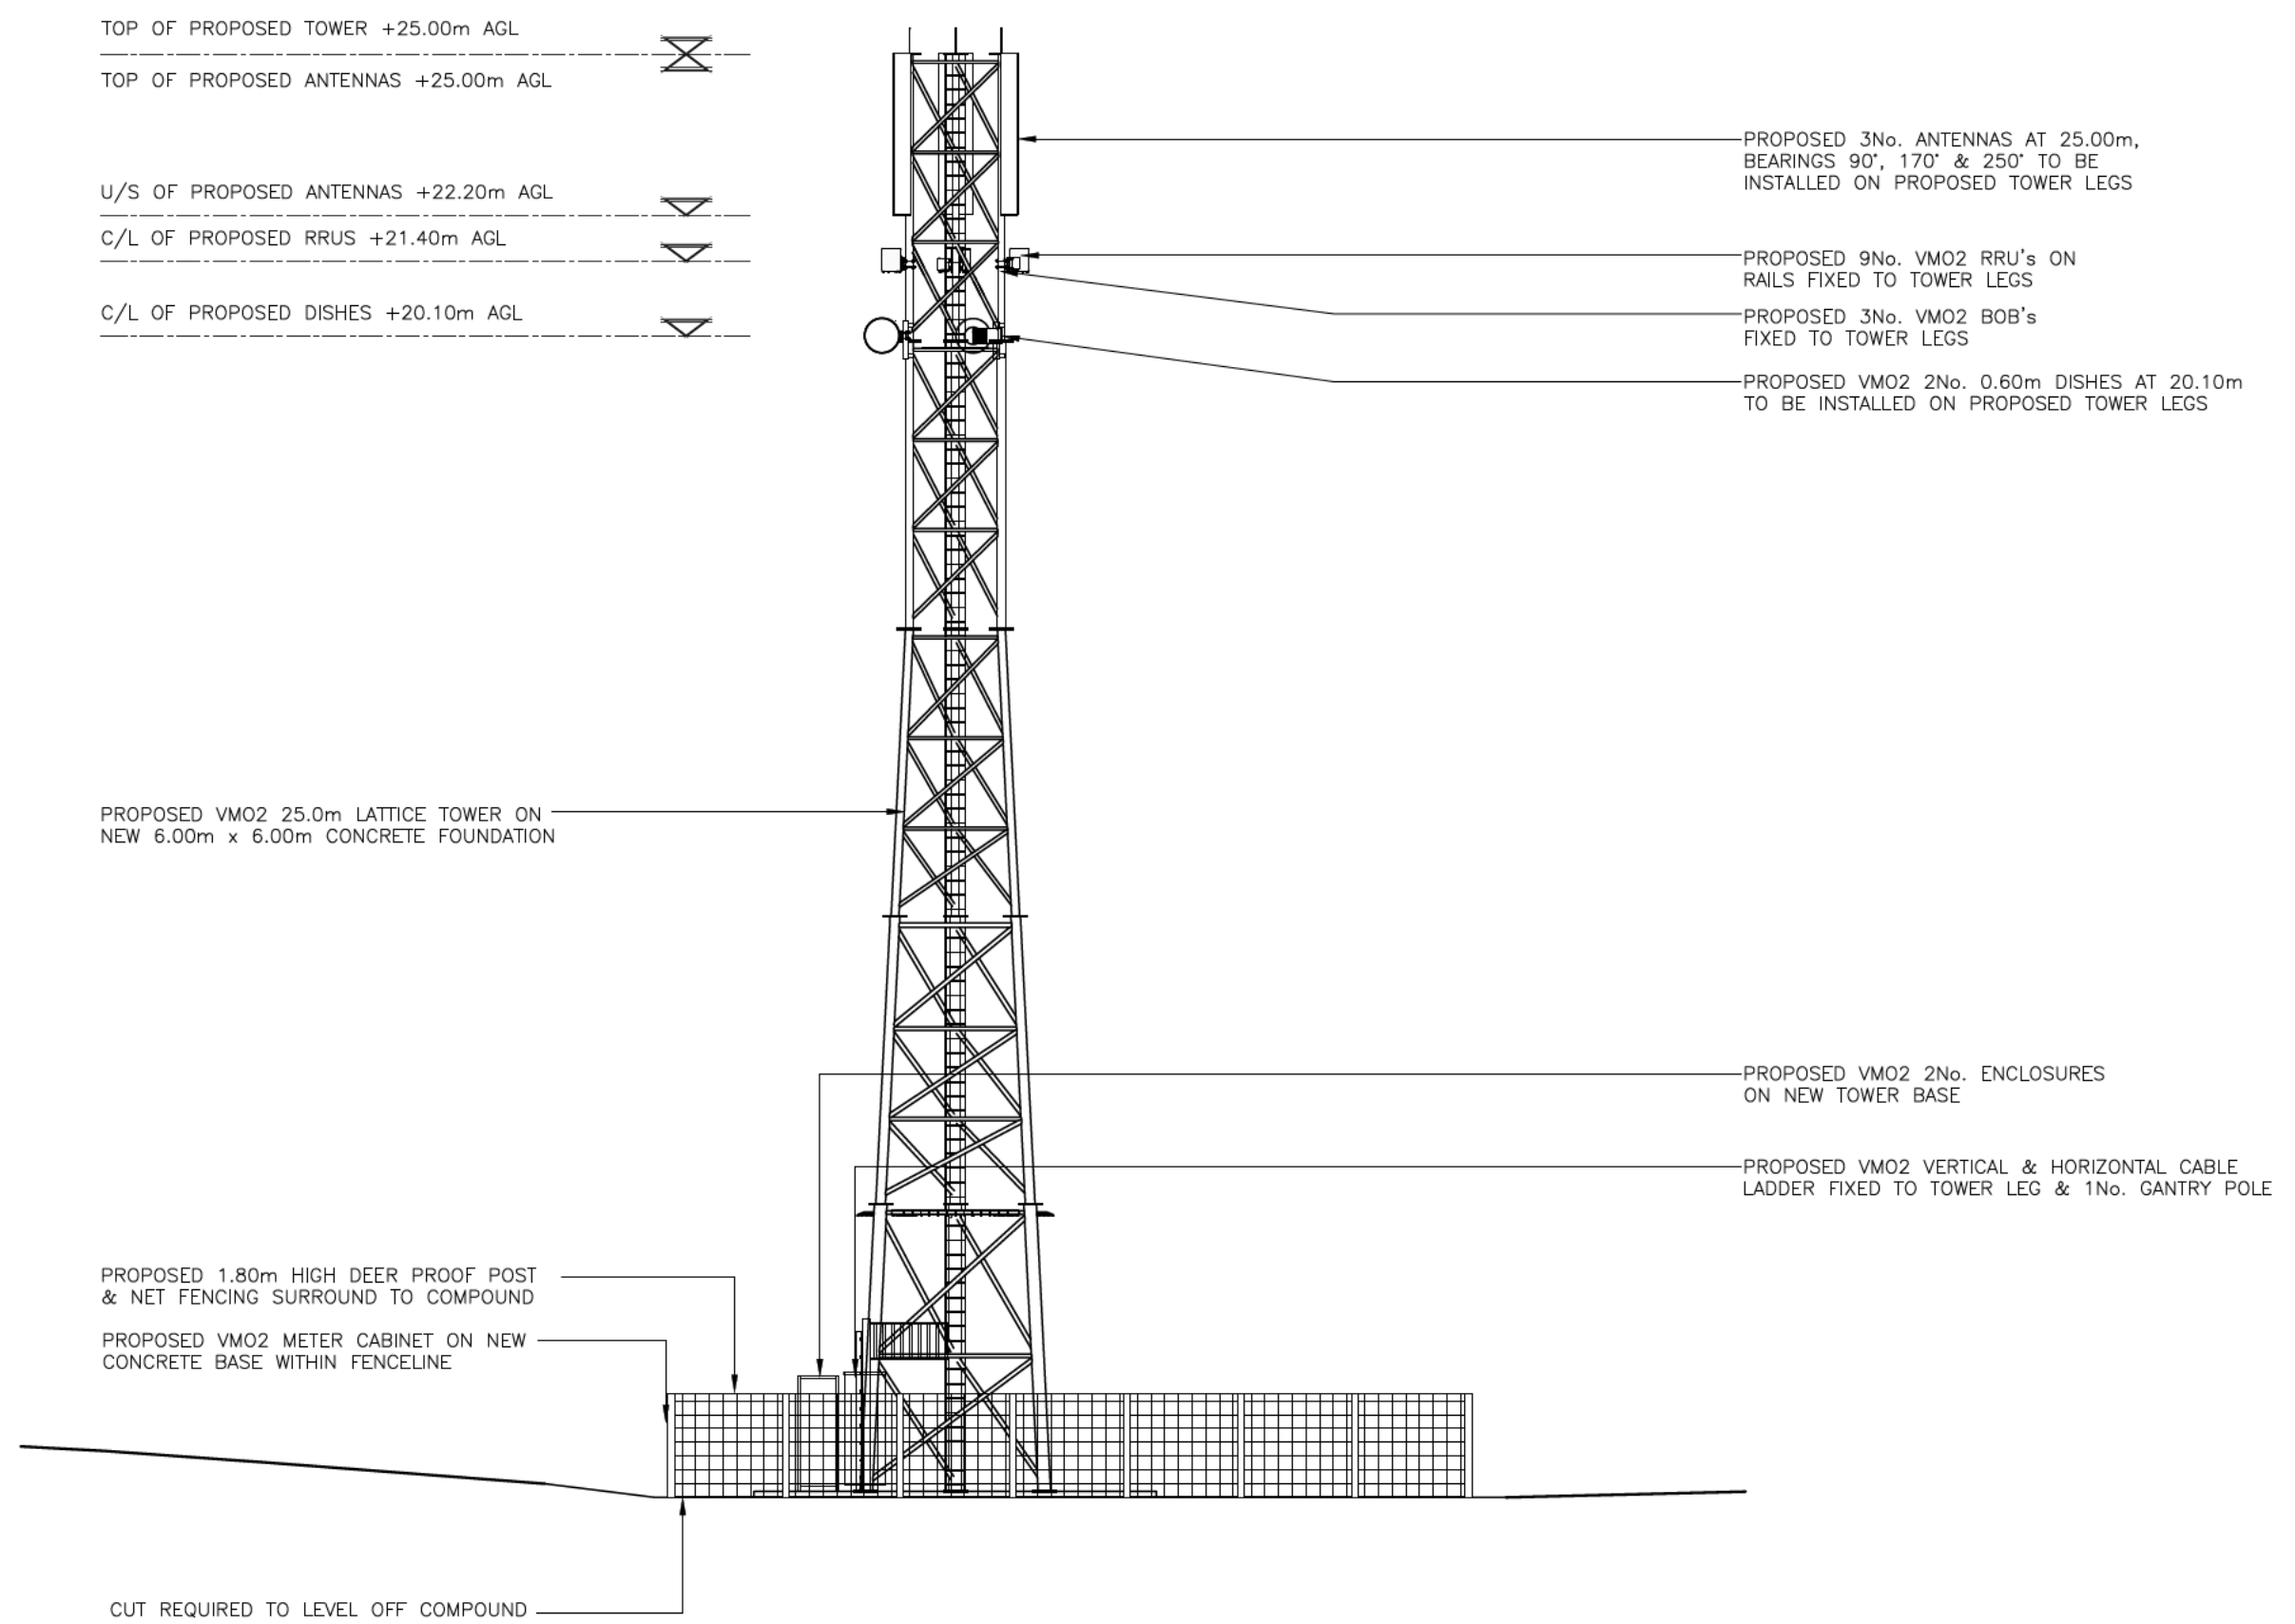 TOP OF PROPOSED TOWER +25.00m AGL
TOP OF PROPOSED ANTENNAS +25.00m AGL
U/S OF PROPOSED ANTENNAS +22.20m AGL
C/L OF PROPOSED RRUS +21.40m AGL
C/L OF PROPOSED DISHES +20.10m AGL
PROPOSED 3No. ANTENNAS AT 25.00m,
BEARINGS 90°, 170° & 250° TO BE
INSTALLED ON PROPOSED TOWER LEGS
PROPOSED 9No. VMO2 RRU's ON
RAILS FIXED TO TOWER LEGS
PROPOSED 3No. VMO2 BOB's
FIXED TO TOWER LEGS
PROPOSED VMO2 2No. 0.60m DISHES AT 20.10m
TO BE INSTALLED ON PROPOSED TOWER LEGS
PROPOSED VMO2 25.0m LATTICE TOWER ON
NEW 6.00m x 6.00m CONCRETE FOUNDATION
PROPOSED VMO2 2No. ENCLOSURES
ON NEW TOWER BASE
PROPOSED VMO2 VERTICAL & HORIZONTAL CABLE
LADDER FIXED TO TOWER LEG & 1No. GANTRY POLE
PROPOSED 1.80m HIGH DEER PROOF POST
& NET FENCING SURROUND TO COMPOUND
PROPOSED VMO2 METER CABINET ON NEW
CONCRETE BASE WITHIN FENCELINE
CUT REQUIRED TO LEVEL OFF COMPOUND